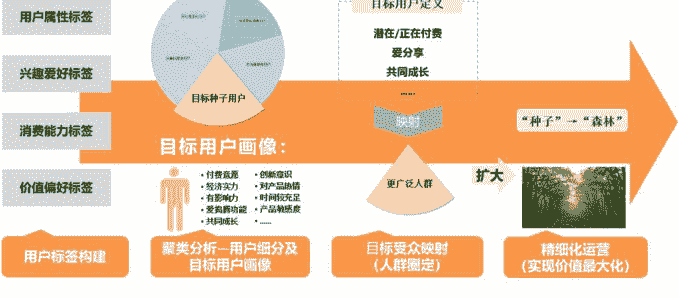 用户属性标签
兴趣爱好标签
消费能力标签
价值偏好标签
用户标签构建
目标种子用户
目标用户画像：
• 付费意愿
• 经济实力
• 有影响力
• 爱捣腾功能
• 共同成长
• 创新意识
• 对产品热情
• 时间较充足
• 产品敏感度
• ......
聚类分析—用户细分及
目标用户画像
目标用户定义
潜在/正在付费
爱分享
共同成长
......
映射
更广泛人群
目标受众映射
（人群圈定）
扩大
“种子”→“森林”
精细化运营
（实现价值最大化）